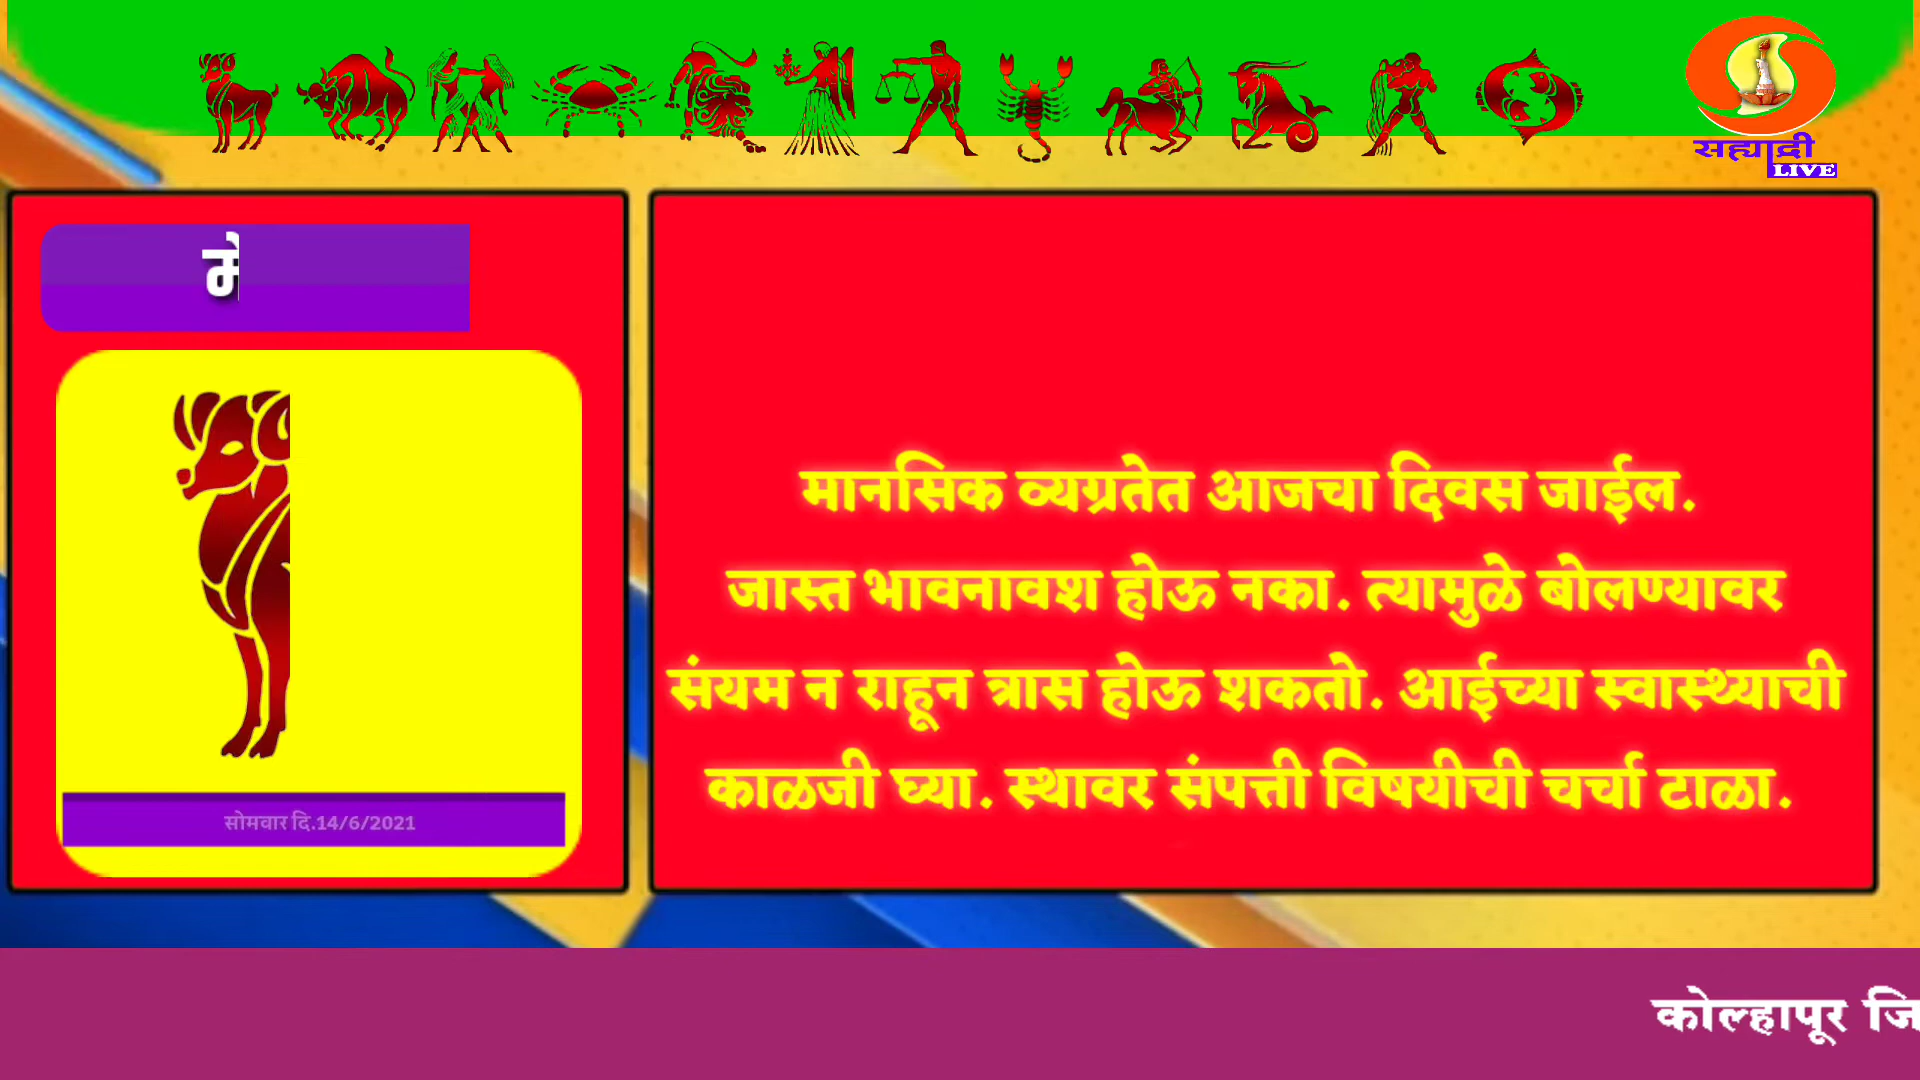 सह्याद्री
LIVE
मे
मानसिक व्यग्रतेत आजचा दिवस जाईल.
जास्त भावनावश होऊ नका. त्यामुळे बोलण्यावर
संयम न राहून त्रास होऊ शकतो. आईच्या स्वास्थ्याची
काळजी घ्या. स्थावर संपत्ती विषयीची चर्चा टाळा.
सोमवार दि.14/6/2021
कोल्हापूर जि